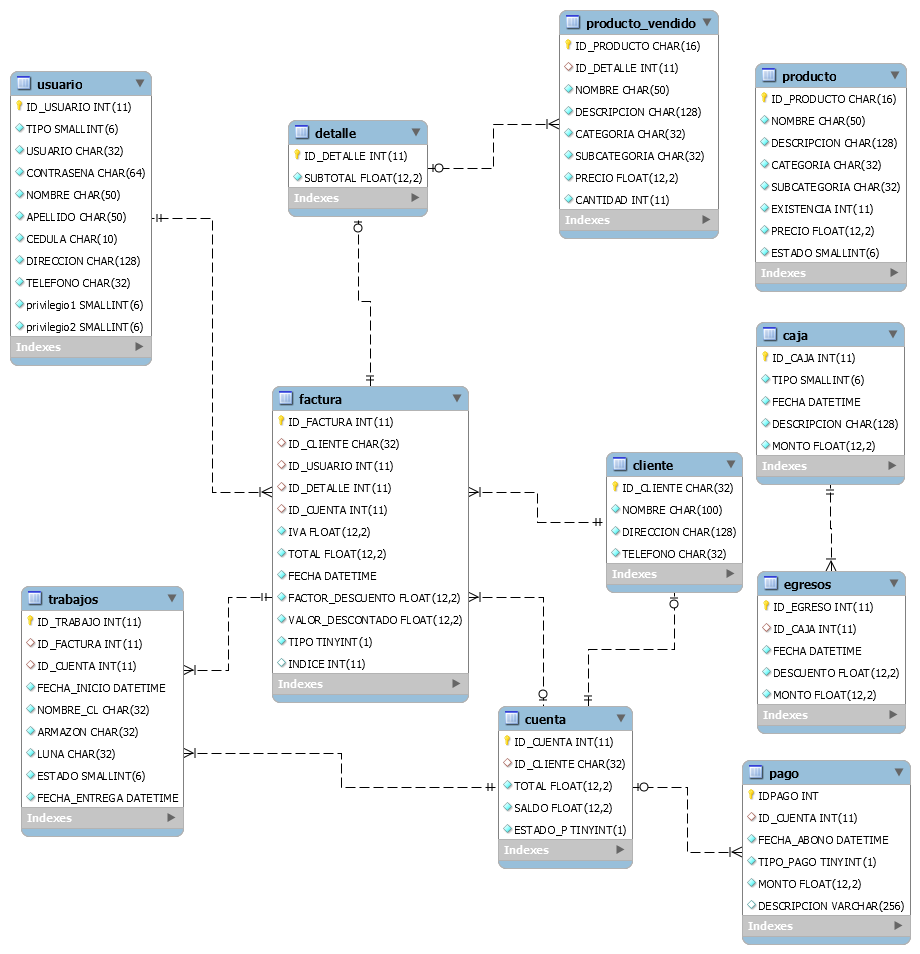 usuario
ID_USUARIO INT(11)
TIPO SMALLINT(6)
USUARIO CHAR(32)
CONTRASENA CHAR(64)
NOMBRE CHAR(50)
APELLIDO CHAR(50)
CEDULA CHAR(10)
DIRECCION CHAR(128)
TELEFONO CHAR(32)
privilegio1 SMALLINT(6)
privilegio2 SMALLINT(6)
Indexes
detalle
ID_DETALLE INT(11)
SUBTOTAL FLOAT(12,2)
Indexes
producto_vendido
ID_PRODUCTO CHAR(16)
ID_DETALLE INT(11)
NOMBRE CHAR(50)
DESCRIPCION CHAR(128)
CATEGORIA CHAR(32)
SUBCATEGORIA CHAR(32)
PRECIO FLOAT(12,2)
CANTIDAD INT(11)
Indexes
producto
ID_PRODUCTO CHAR(16)
NOMBRE CHAR(50)
DESCRIPCION CHAR(128)
CATEGORIA CHAR(32)
SUBCATEGORIA CHAR(32)
EXISTENCIA INT(11)
PRECIO FLOAT(12,2)
ESTADO SMALLINT(6)
Indexes
factura
ID_FACTURA INT(11)
ID_CLIENTE CHAR(32)
ID_USUARIO INT(11)
ID_DETALLE INT(11)
ID_CUENTA INT(11)
IVA FLOAT(12,2)
TOTAL FLOAT(12,2)
FECHA DATETIME
FACTOR_DESCUENTO FLOAT(12,2)
VALOR_DESCONTADO FLOAT(12,2)
TIPO TINYINT(1)
INDICE INT(11)
Indexes
cliente
ID_CLIENTE CHAR(32)
NOMBRE CHAR(100)
DIRECCION CHAR(128)
TELEFONO CHAR(32)
Indexes
caja
ID_CAJA INT(11)
TIPO SMALLINT(6)
FECHA DATETIME
DESCRIPCION CHAR(128)
MONTO FLOAT(12,2)
Indexes
egresos
ID_EGRESO INT(11)
ID_CAJA INT(11)
FECHA DATETIME
DESCUENTO FLOAT(12,2)
MONTO FLOAT(12,2)
Indexes
trabajos
ID_TRABAJO INT(11)
ID_FACTURA INT(11)
ID_CUENTA INT(11)
FECHA_INICIO DATETIME
NOMBRE_CL CHAR(32)
ARMAZON CHAR(32)
LUNA CHAR(32)
ESTADO SMALLINT(6)
FECHA_ENTREGA DATETIME
Indexes
cuenta
ID_CUENTA INT(11)
ID_CLIENTE CHAR(32)
TOTAL FLOAT(12,2)
SALDO FLOAT(12,2)
ESTADO_P TINYINT(1)
Indexes
pago
IDPAGO INT
ID_CUENTA INT(11)
FECHA_ABONO DATETIME
TIPO_PAGO TINYINT(1)
MONTO FLOAT(12,2)
DESCRIPCION VARCHAR(256)
Indexes